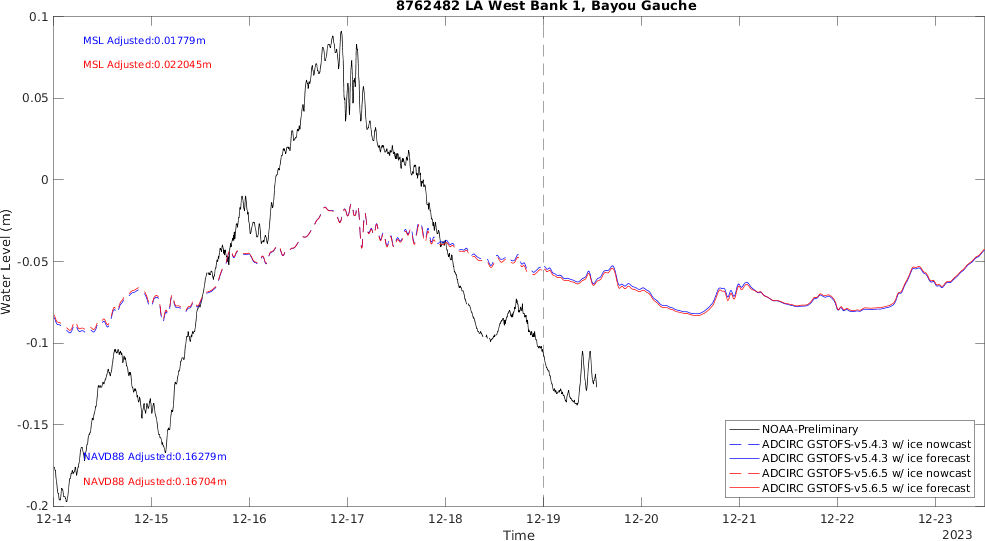 8762482 LA West Bank 1, Bayou Gauche
MSL Adjusted:0.01779m
MSL Adjusted:0.022045m
NAVD88 Adjusted:0.16279m
NAVD88 Adjusted:0.16704m
Water Level (m)
0.1
0.05
0
-0.05
-0.1
-0.15
-0.2
NOAA-Preliminary
ADCIRC GSTOFS-v5.4.3 w/ ice nowcast
ADCIRC GSTOFS-v5.4.3 w/ ice forecast
ADCIRC GSTOFS-v5.6.5 w/ ice nowcast
ADCIRC GSTOFS-v5.6.5 w/ ice forecast
12-14 12-15 12-16 12-17 12-18 12-19 12-20 12-21 12-22 12-23
Time
2023